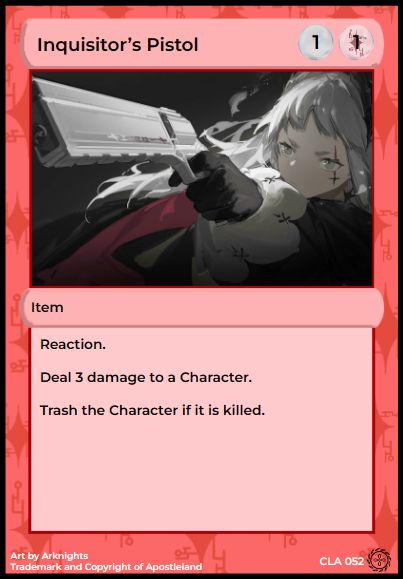 Inquisitor's Pistol 1 1
Item
Reaction.
Deal 3 damage to a Character.
Trash the Character if it is killed.
Art by Arknights
Trademark and Copyright of Apostleland
CLA 052